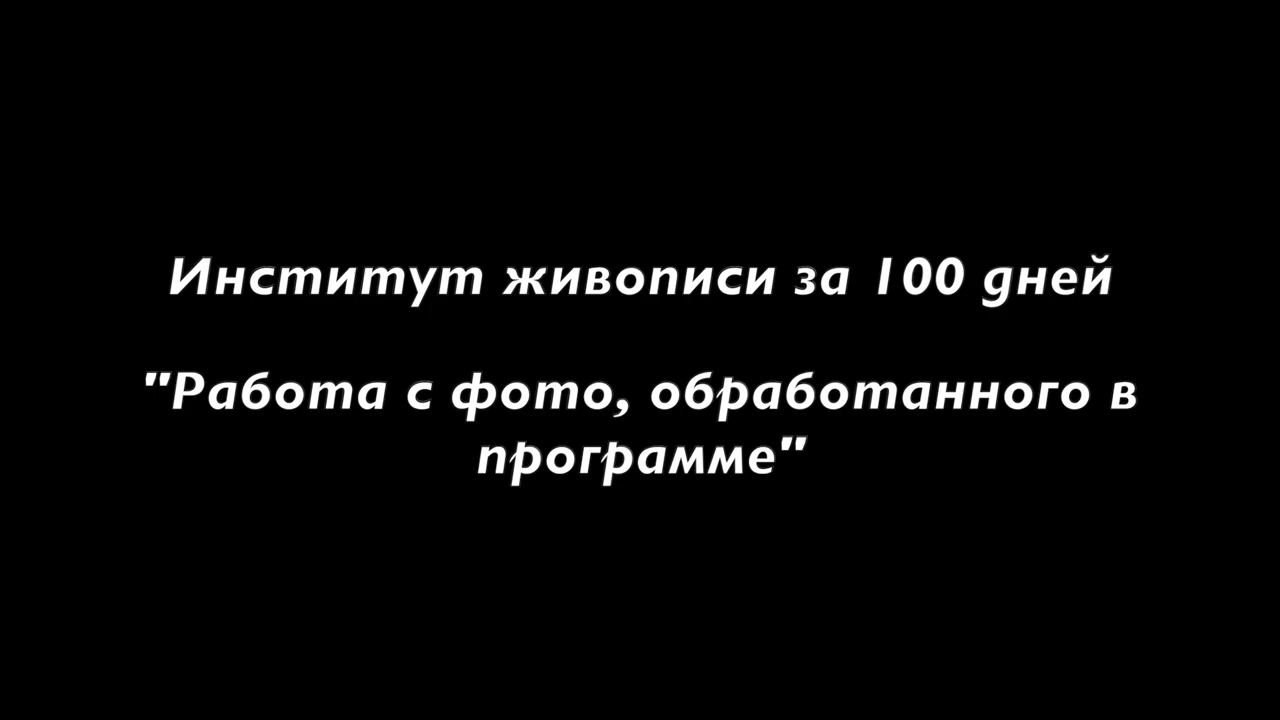 Институт живописи за 100 дней
"Работа с фото, обработанного в
программе"